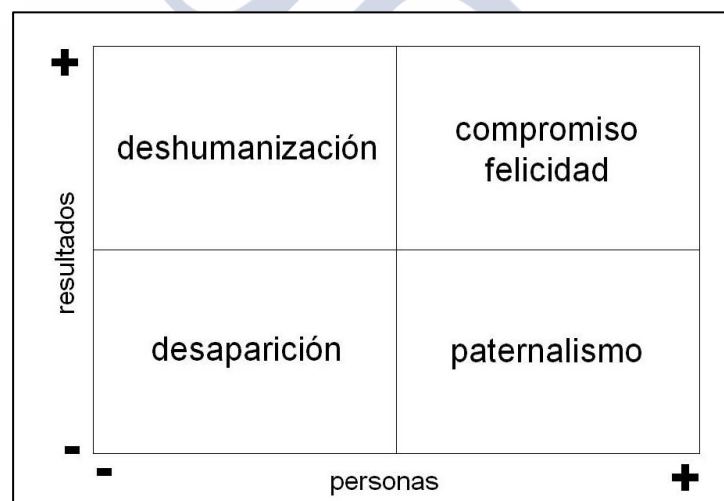 +
deshumanización
compromiso
felicidad
resultados
desaparición
paternalismo
-
-
personas
+